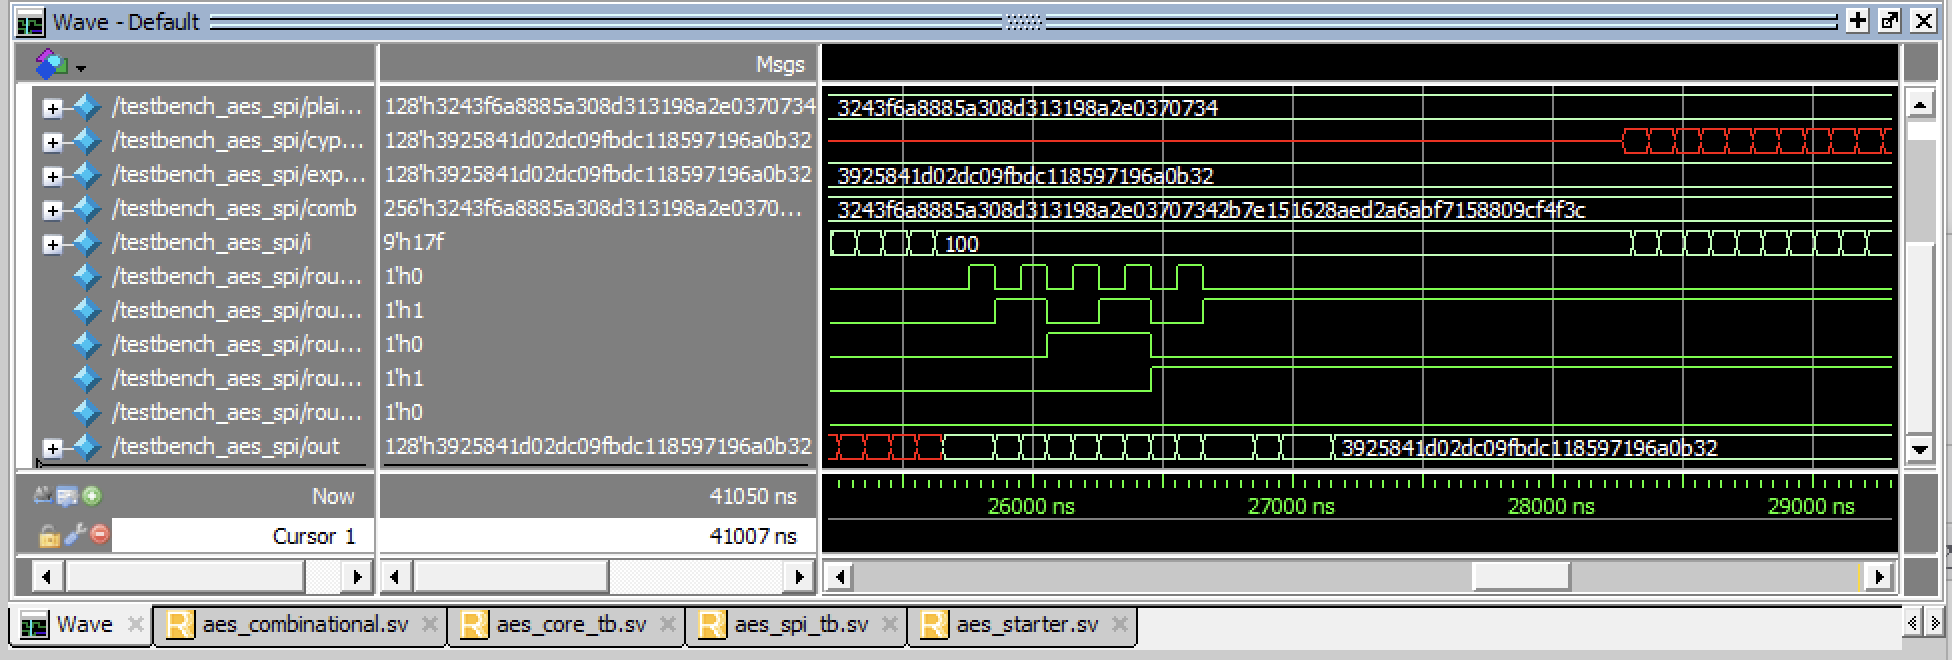 Wave - Default
Msgs
/testbench_aes_spi/plai... 128'h3243f6a8885a308d313198a2e0370734 3243f6a8885a308d313198a2e0370734
/testbench_aes_spi/cyp... 128'h3925841d02dc09fbdc118597196a0b32
/testbench_aes_spi/exp... 128'h3925841d02dc09fbdc118597196a0b32 3925841d02dc09fbdc118597196a0b32
/testbench_aes_spi/comb 256'h3243f6a8885a308d313198a2e0370... 3243f6a8885a308d313198a2e03707342b7e151628aed2a6abf7158809cf4f3c
/testbench_aes_spi/i 9'h17f 100
/testbench_aes_spi/rou... 1'h0
/testbench_aes_spi/rou... 1'h1
/testbench_aes_spi/rou... 1'h0
/testbench_aes_spi/rou... 1'h1
/testbench_aes_spi/rou... 1'h0
/testbench_aes_spi/out 128'h3925841d02dc09fbdc118597196a0b32 3925841d02dc09fbdc118597196a0b32
Now 41050 ns 26000 ns 27000 ns 28000 ns 29000 ns
Cursor 1 41007 ns
Wave aes_combinational.sv aes_core_tb.sv aes_spi_tb.sv aes_starter.sv